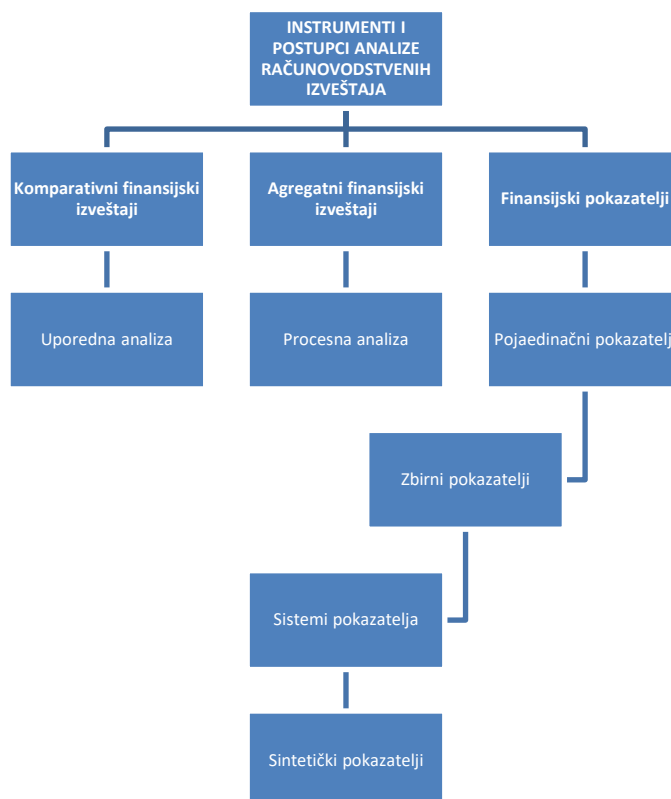 INSTRUMENTI I
POSTUPCI ANALIZE
RAČUNOVODSTVENIH
IZVEŠTAJA
Komparativni finansijski
izveštaji
Agregatni finansijski
izveštaji
Finansijski pokazatelji
Uporedna analiza
Procesna analiza
Pojaedinačni pokazatelj
Zbirni pokazatelji
Sistemi pokazatelja
Sintetički pokazatelji